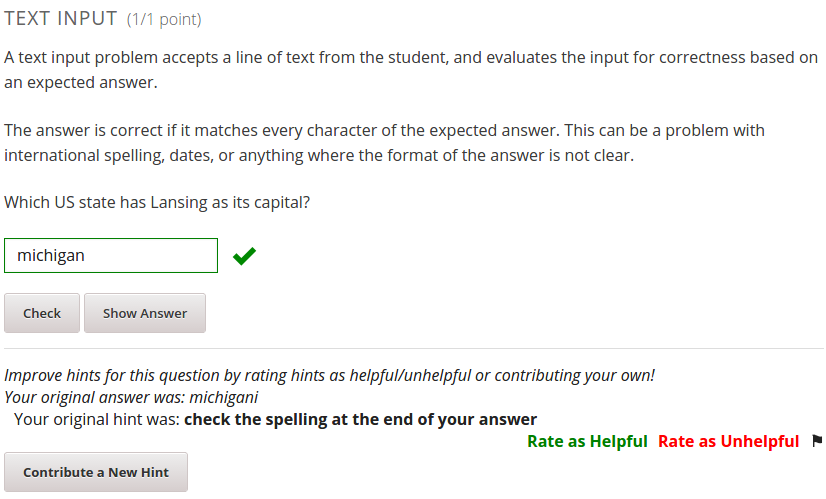 TEXT INPUT (1/1 point)
A text input problem accepts a line of text from the student, and evaluates the input for correctness based on
an expected answer.
The answer is correct if it matches every character of the expected answer. This can be a problem with
international spelling, dates, or anything where the format of the answer is not clear.
Which US state has Lansing as its capital?
michigan
Check Show Answer
Improve hints for this question by rating hints as helpful/unhelpful or contributing your own!
Your original answer was: michigani
Your original hint was: check the spelling at the end of your answer
Rate as Helpful Rate as Unhelpful
Contribute a New Hint